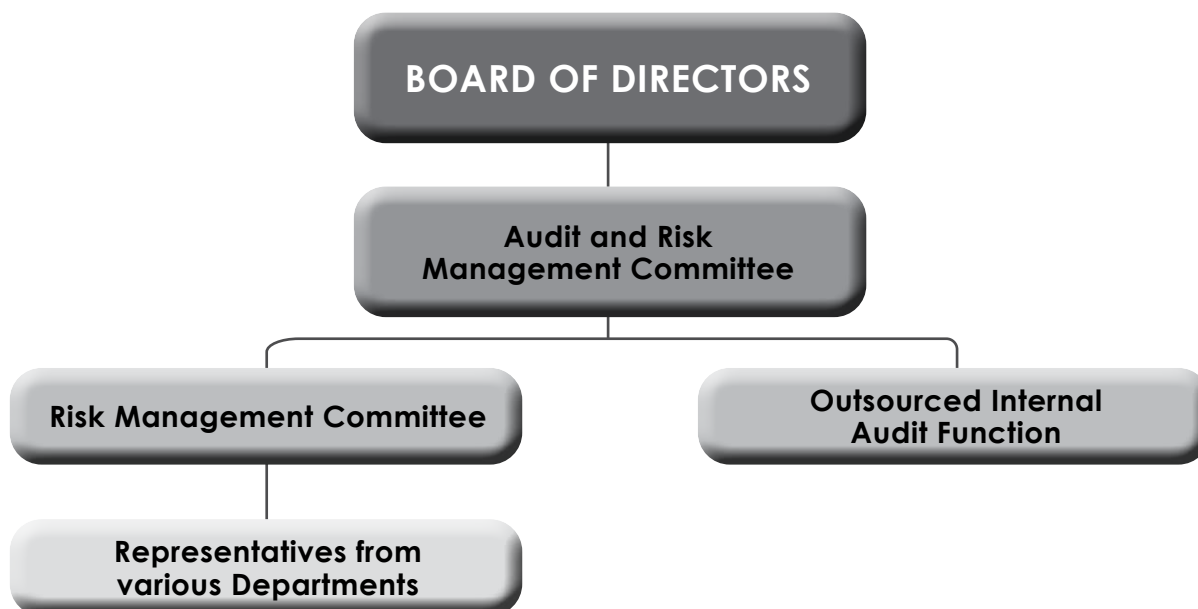 BOARD OF DIRECTORS
Audit and Risk
Management Committee
Risk Management Committee
Outsourced Internal
Audit Function
Representatives from
various Departments